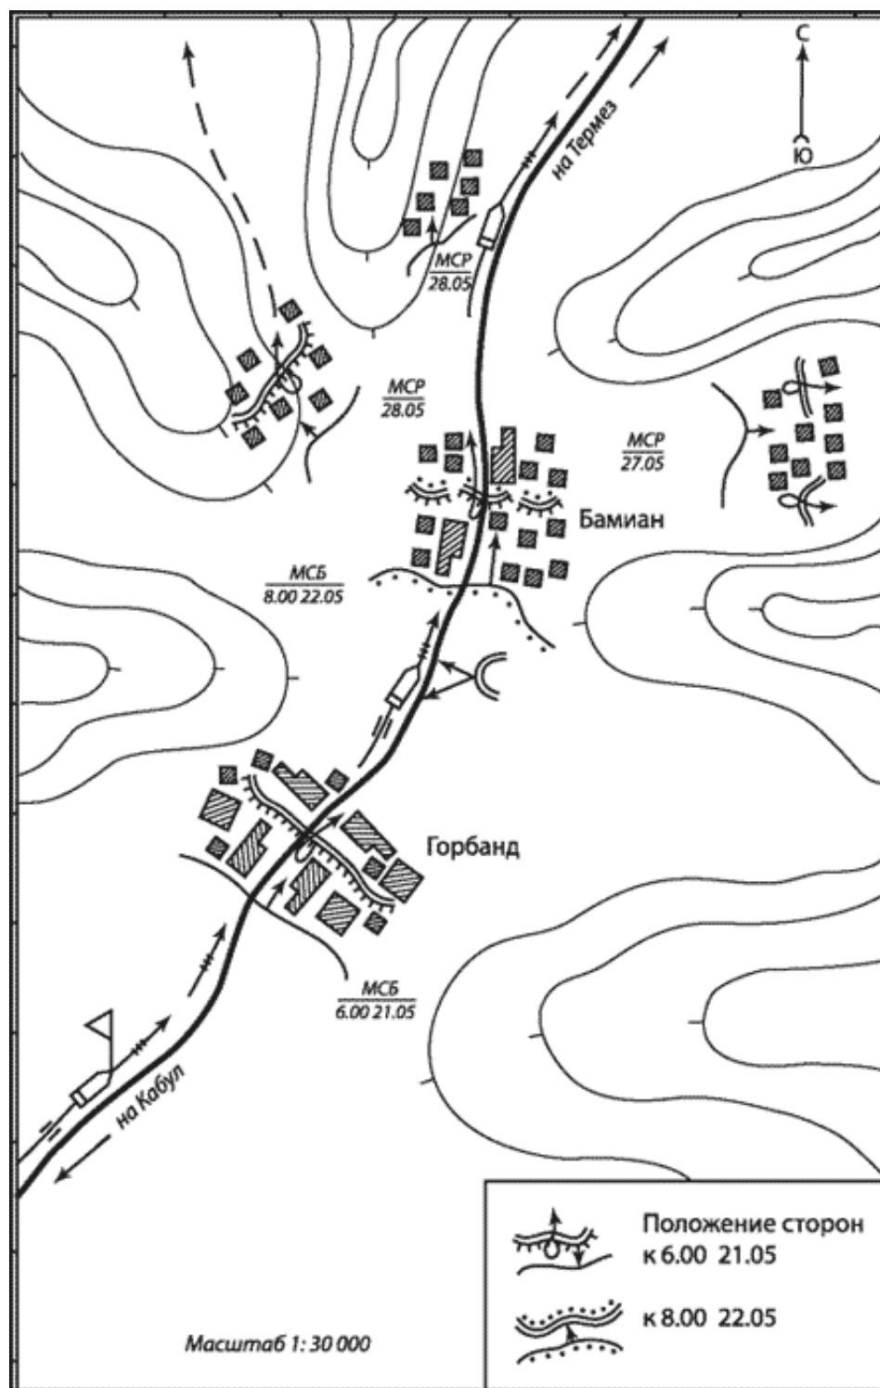 С
Ю
на Термез
МСР
28.05
МСР
28.05
МСР
27.05
Бамиан
МСБ
8.00 22.05
Горбанд
МСБ
6.00 21.05
на Кабул
Положение сторон
к 6.00 21.05
к 8.00 22.05
Масштаб 1: 30 000